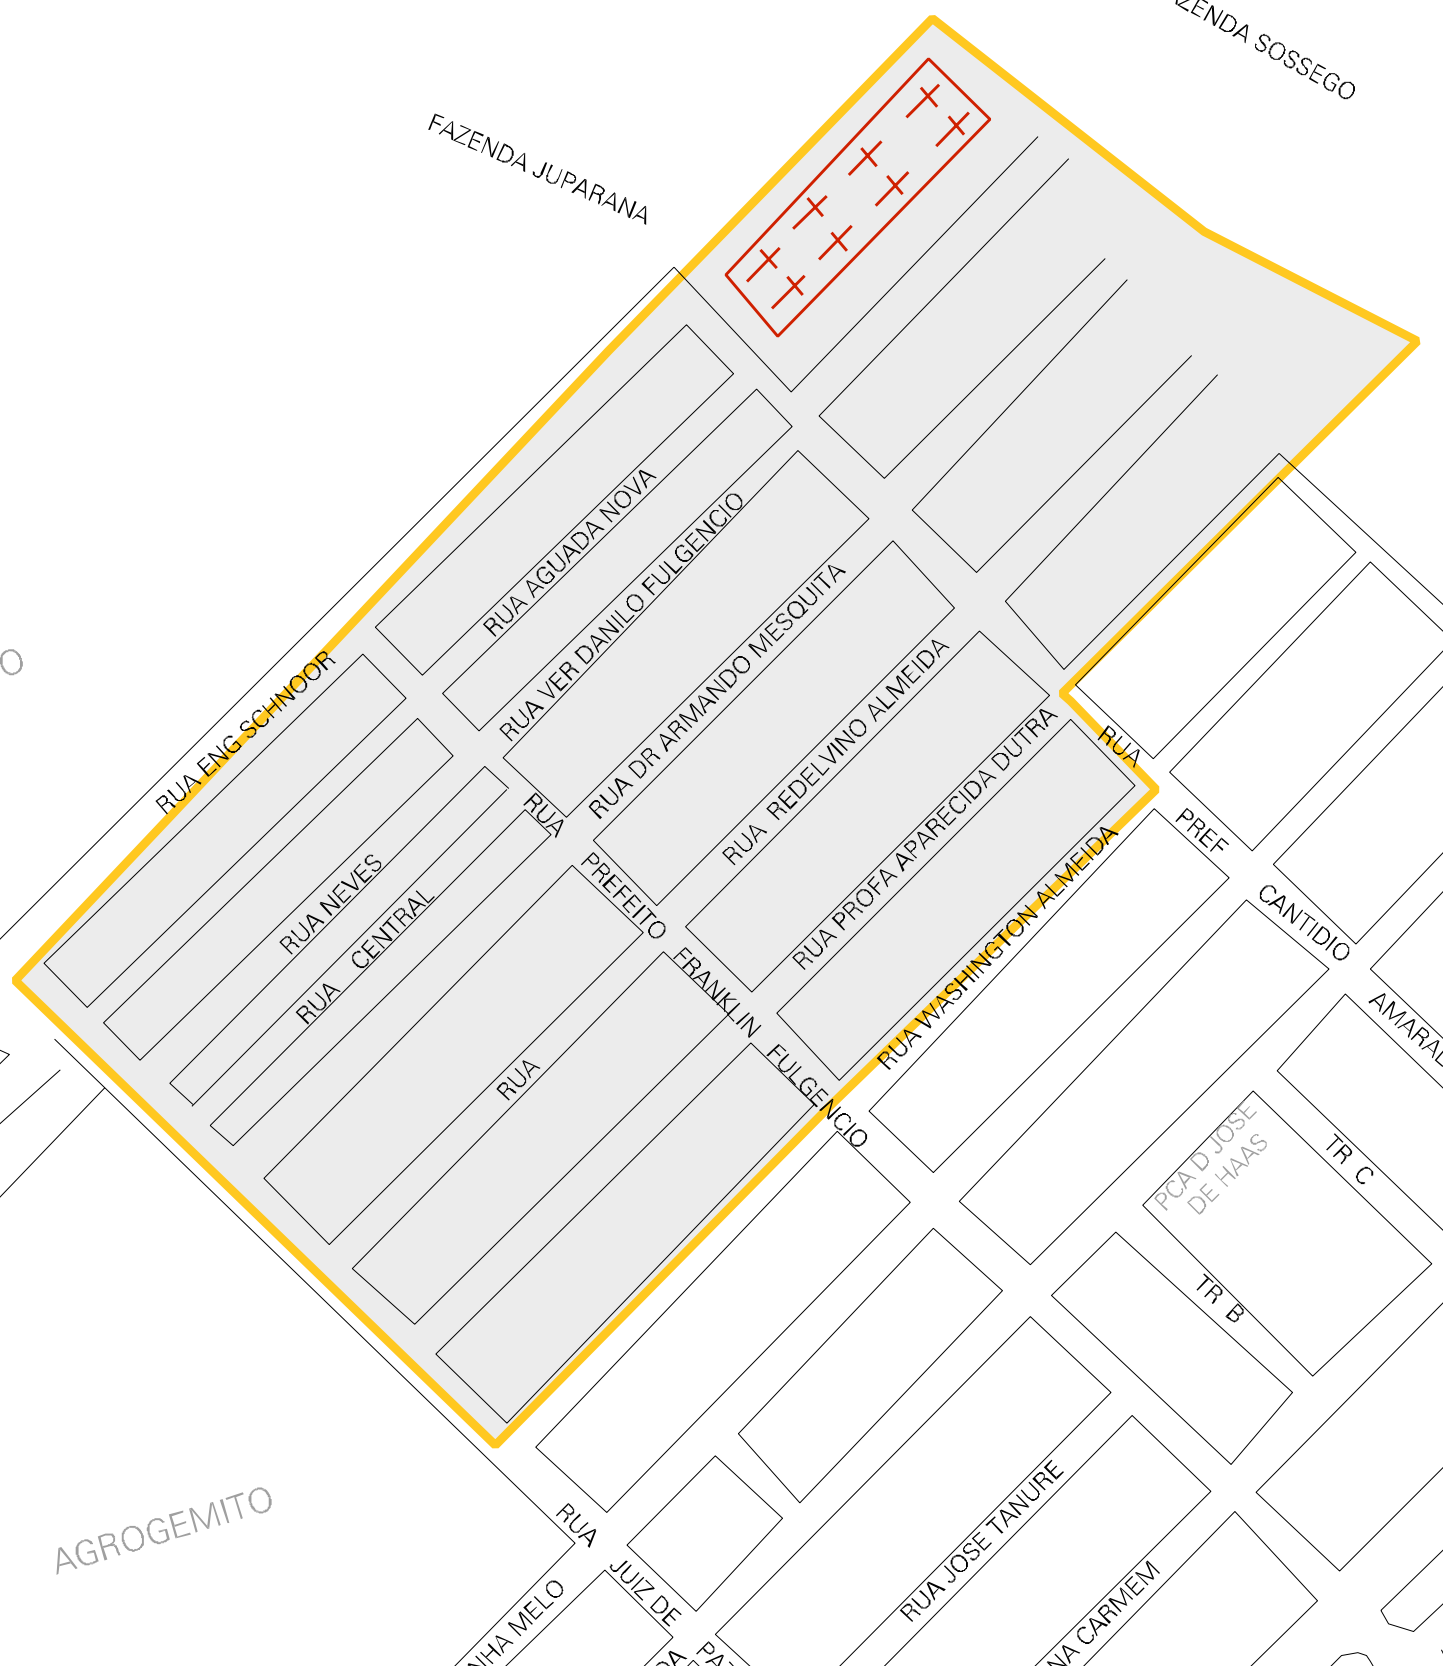 FAZENDA SOSSEGO
FAZENDA JUPARANA
RUA AGUADA NOVA
RUA VER DANILO FULGENCIO
RUA DR ARMANDO MESQUITA
RUA REDELVINO ALMEIDA
RUA ENG SCHNOOR
O
RUA PROFA APARECIDA DUTRA
RUA PREF CANTIDIO AMARAL
RUA PREFEITO FRANKLIN FULGENCIO
RUA WASHINGTON ALMEIDA
RUA NEVES
RUA CENTRAL
RUA
PCA D JOSE
DE HAAS
TR C
TR B
AGROGEMITO
RUA JOSE TANURE
RUA JUIZ DE
NHA MELO
NA CARMEM